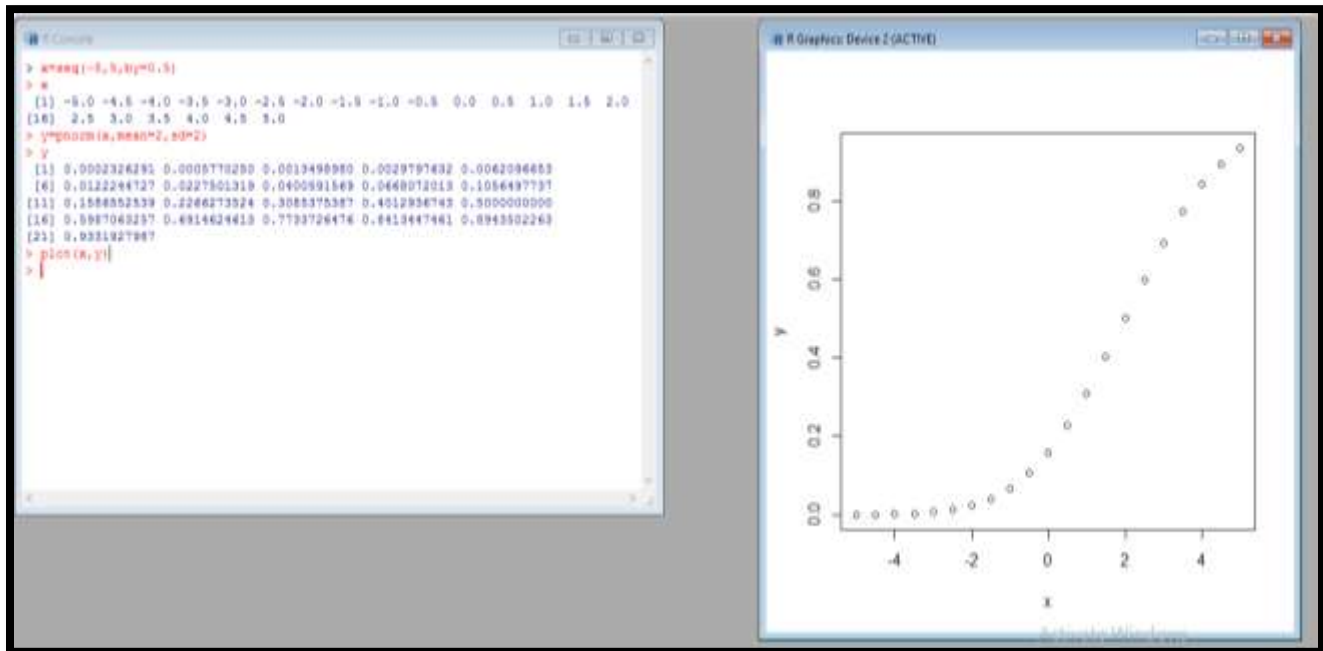 R Console
> x=seq(-5,5,by=0.5)
> x
[1] -5.0 -4.5 -4.0 -3.5 -3.0 -2.5 -2.0 -1.5 -1.0 -0.5 0.0 0.5 1.0 1.5 2.0
[16] 2.5 3.0 3.5 4.0 4.5 5.0
> y=pnorm(x,mean=2,sd=2)
> y
[1] 0.0002326291 0.0005770250 0.0013498980 0.0029797632 0.0062096653
[6] 0.0122244727 0.0227501319 0.0400591569 0.0668072013 0.1056497737
[11] 0.1586552539 0.2266273524 0.3085375387 0.4012936743 0.5000000000
[16] 0.5987063257 0.6914624613 0.7733726476 0.8413447461 0.8943502263
[21] 0.9331927987
> plot(x,y)
>
R Graphics: Device 2 (ACTIVE)
y
0.8
0.6
0.4
0.2
0.0
-4 -2 0 2 4
x
Activate Windows